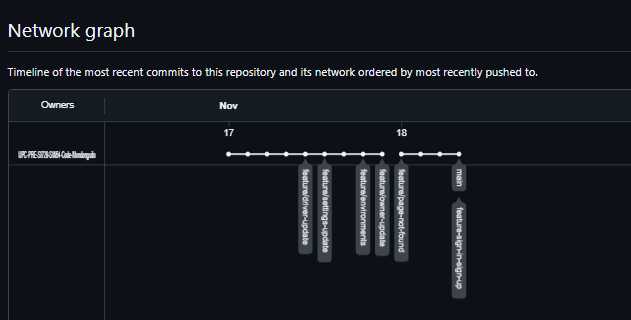 Network graph
Timeline of the most recent commits to this repository and its network ordered by most recently pushed to.
Owners
Nov
17
18
feature/driver-update
feature/settings-update
feature/environments
feature/owner-update
feature/page-not-found
main
feature-sign-in-sign-up